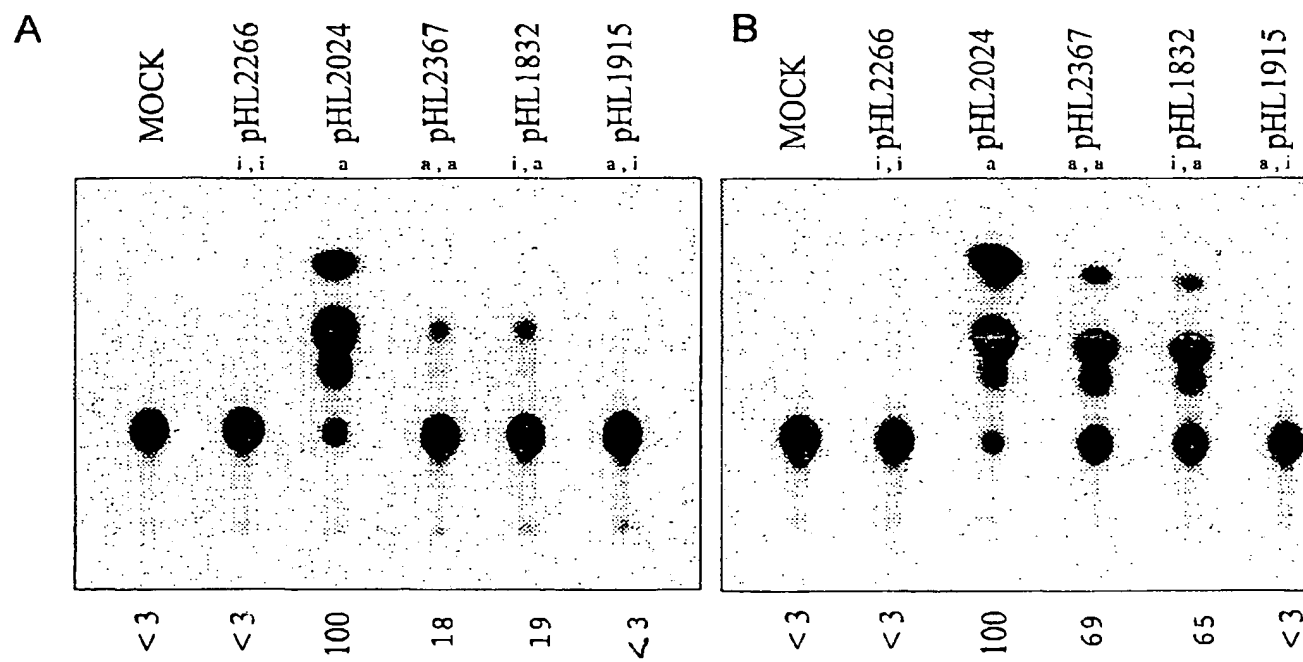 A
MOCK
i,i pHL2266
a pHL2024
a,a pHL2367
i,a pHL1832
a,i pHL1915
<3
<3
100
18
19
<3
B
MOCK
i,i pHL2266
a pHL2024
a,a pHL2367
i,a pHL1832
a,i pHL1915
<3
<3
100
69
65
<3